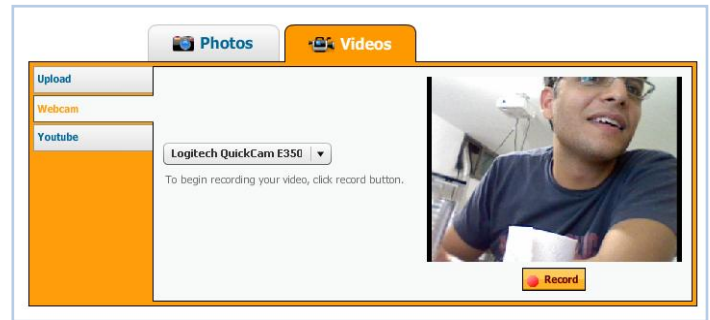 Photos
Videos
Upload
Webcam
Youtube
Logitech QuickCam E350
To begin recording your video, click record button.
Record